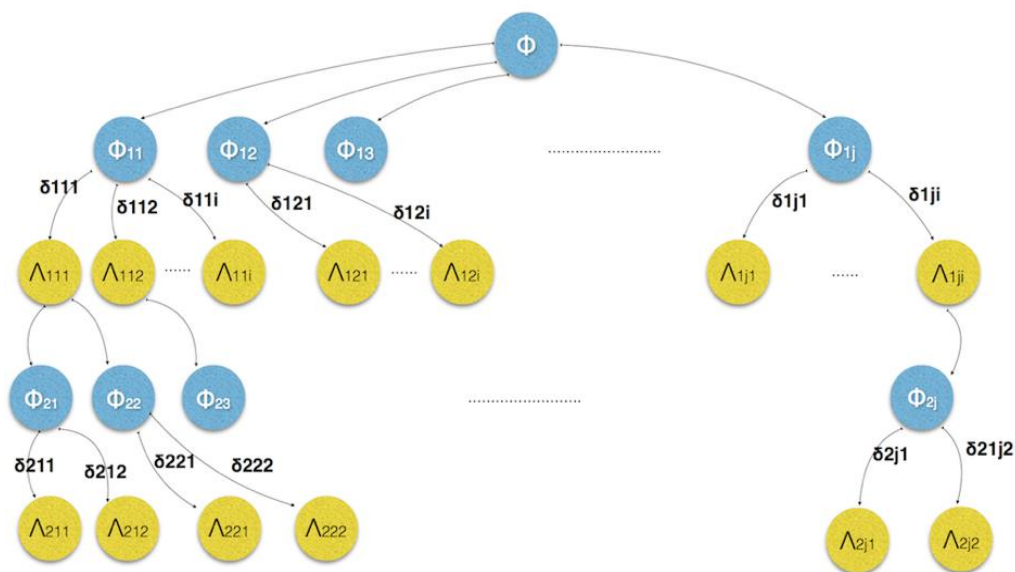 Φ
Φ11 Φ12 Φ13 ........................ Φ1j
δ111 δ112 δ11i δ121 δ12i δ1j1 δ1ji
Λ111 Λ112 ...... Λ11i Λ121 ...... Λ12i Λ1j1 ...... Λ1ji
Φ21 Φ22 Φ23 ........................ Φ2j
δ211 δ212 δ221 δ222 δ2j1 δ21j2
Λ211 Λ212 Λ221 Λ222 Λ2j1 Λ2j2